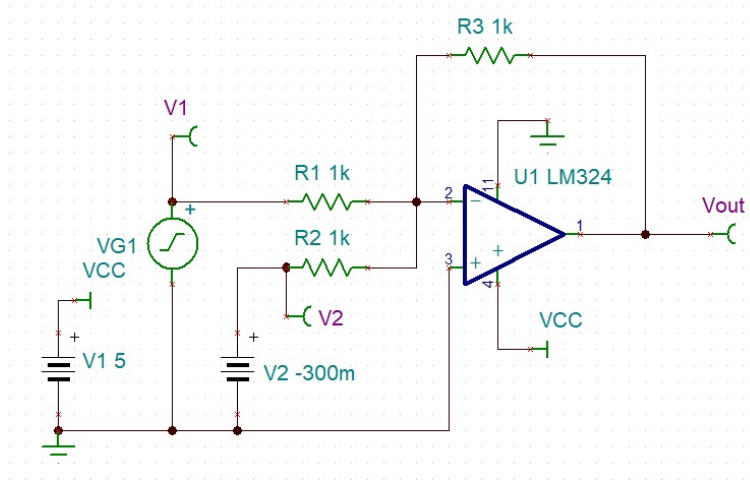 R3 1k
V1
U1 LM324
11
R1 1k
2
Vout
1
R2 1k
VG1
VCC
3
4
V2
VCC
V1 5
V2 -300m